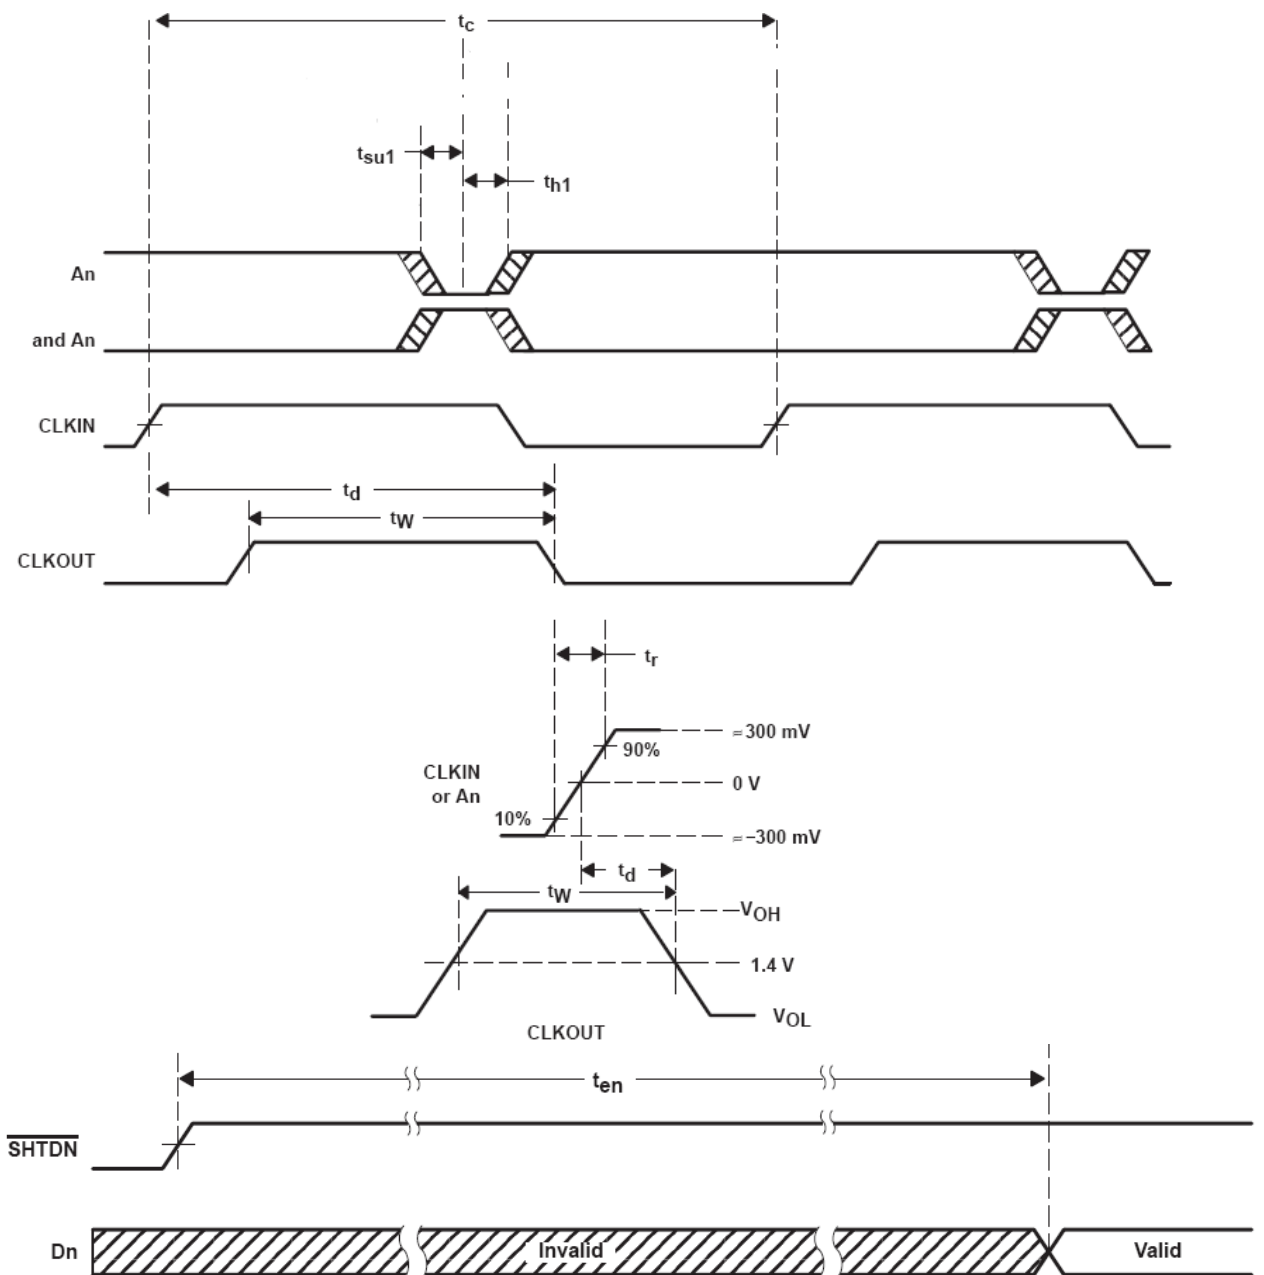 tc
tsu1
th1
An
and An
CLKIN
td
tW
CLKOUT
tr
≈300 mV
90%
CLKIN
or An
0 V
10%
≈−300 mV
td
tW
VOH
1.4 V
VOL
CLKOUT
ten
SHTDN
Dn
Invalid
Valid